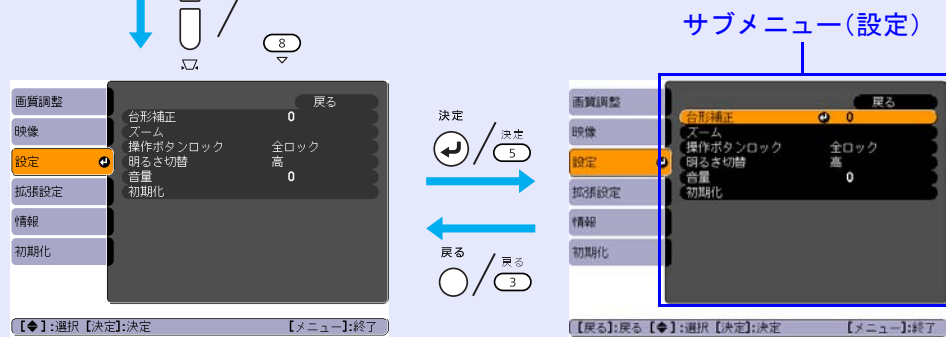 サブメニュー(設定)
8
画質調整
映像
設定
拡張設定
情報
初期化
戻る
台形補正 0
ズーム
操作ボタンロック 全ロック
明るさ切替 高
音量 0
初期化
【◆】:選択 【決定】:決定 【メニュー】:終了
決定
決定
5
戻る
戻る
3
画質調整
映像
設定
拡張設定
情報
初期化
戻る
台形補正 0
ズーム
操作ボタンロック 全ロック
明るさ切替 高
音量 0
初期化
【戻る】:戻る 【◆】:選択 【決定】:決定 【メニュー】:終了